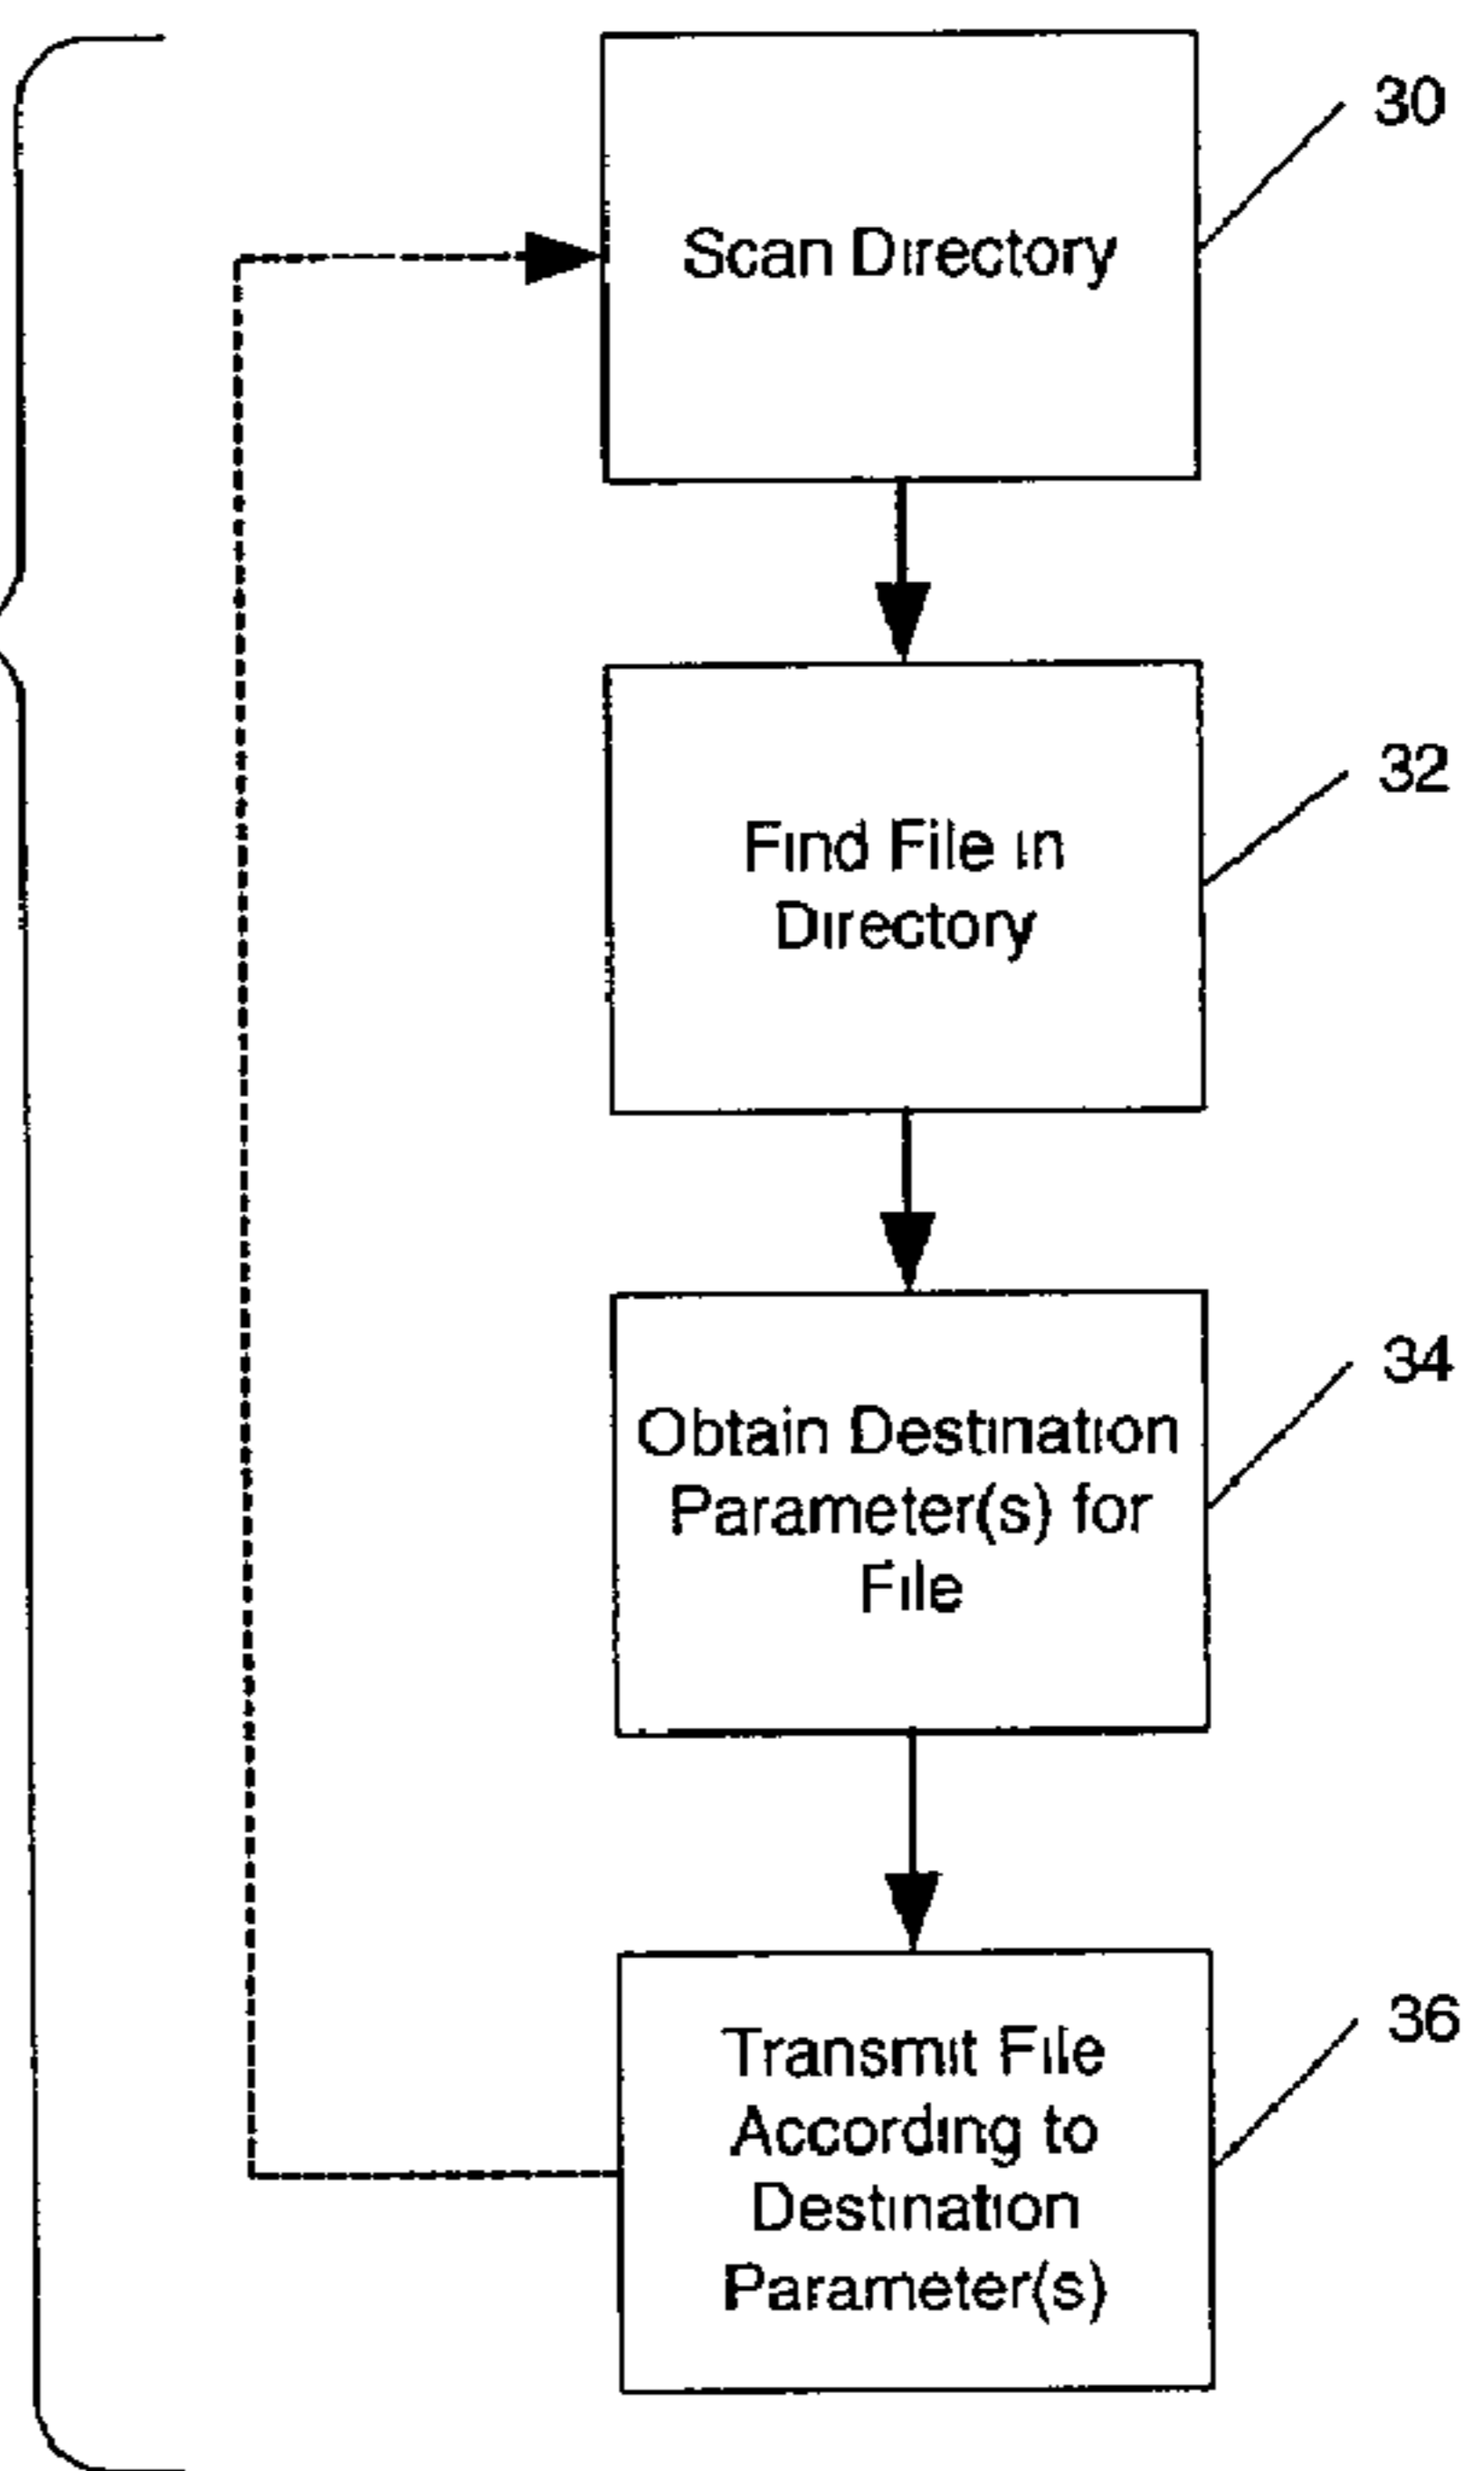 30
Scan Directory
32
Find File in
Directory
34
Obtain Destination
Parameter(s) for
File
36
Transmit File
According to
Destination
Parameter(s)